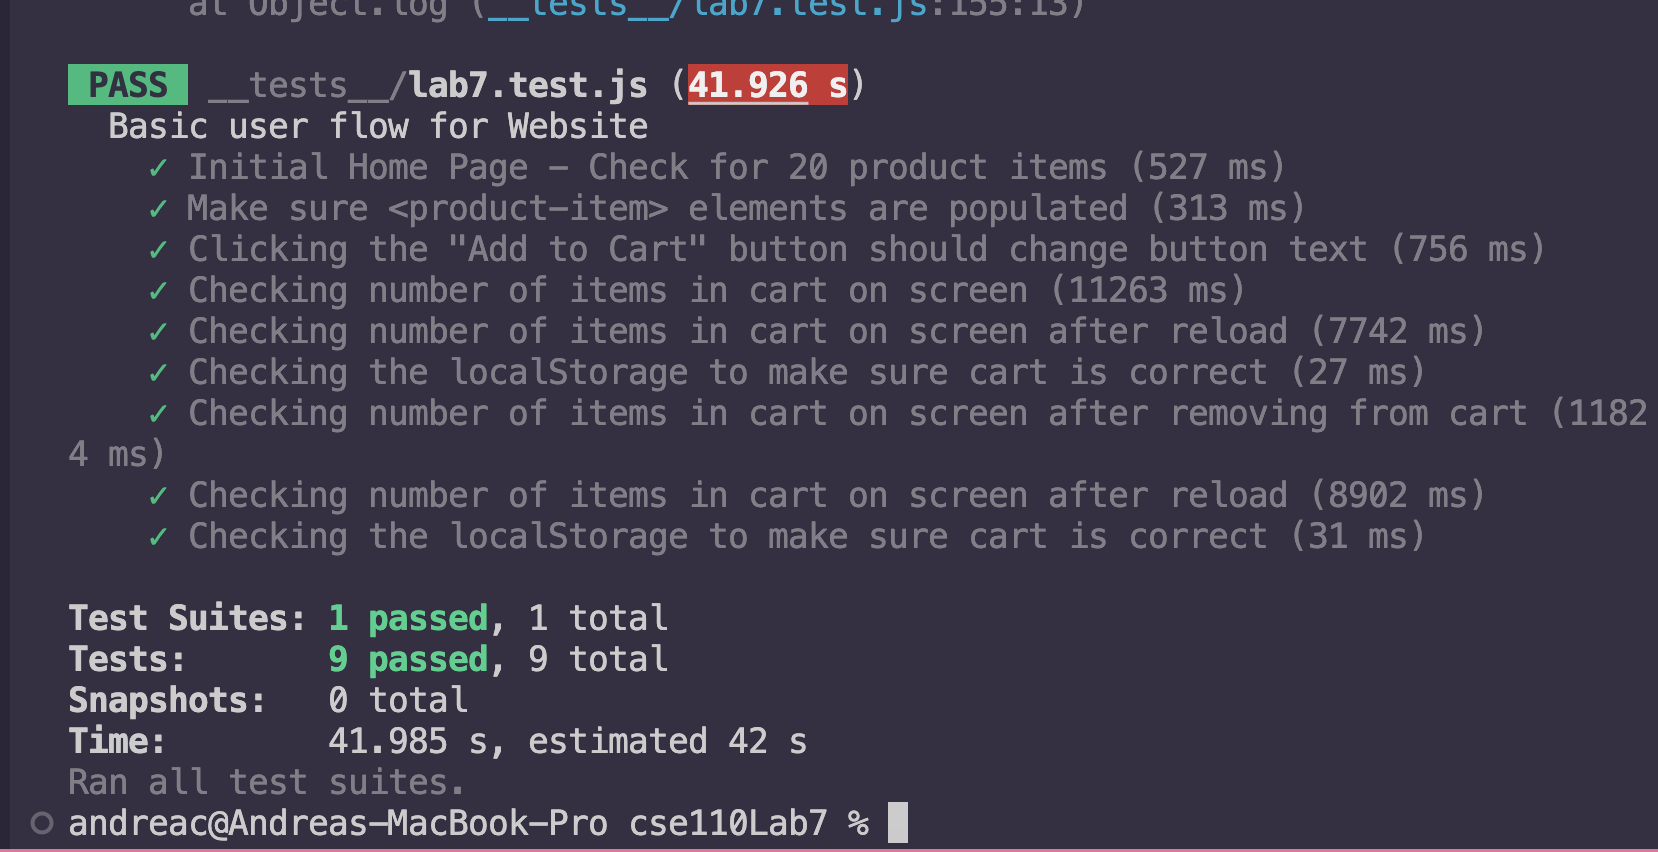 at Object.log (__tests__/lab7.test.js:155:13)
PASS __tests__/lab7.test.js (41.926 s)
Basic user flow for Website
✓ Initial Home Page – Check for 20 product items (527 ms)
✓ Make sure <product-item> elements are populated (313 ms)
✓ Clicking the "Add to Cart" button should change button text (756 ms)
✓ Checking number of items in cart on screen (11263 ms)
✓ Checking number of items in cart on screen after reload (7742 ms)
✓ Checking the localStorage to make sure cart is correct (27 ms)
✓ Checking number of items in cart on screen after removing from cart (1182
4 ms)
✓ Checking number of items in cart on screen after reload (8902 ms)
✓ Checking the localStorage to make sure cart is correct (31 ms)
Test Suites: 1 passed, 1 total
Tests: 9 passed, 9 total
Snapshots: 0 total
Time: 41.985 s, estimated 42 s
Ran all test suites.
andreac@Andreas-MacBook-Pro cse110Lab7 %